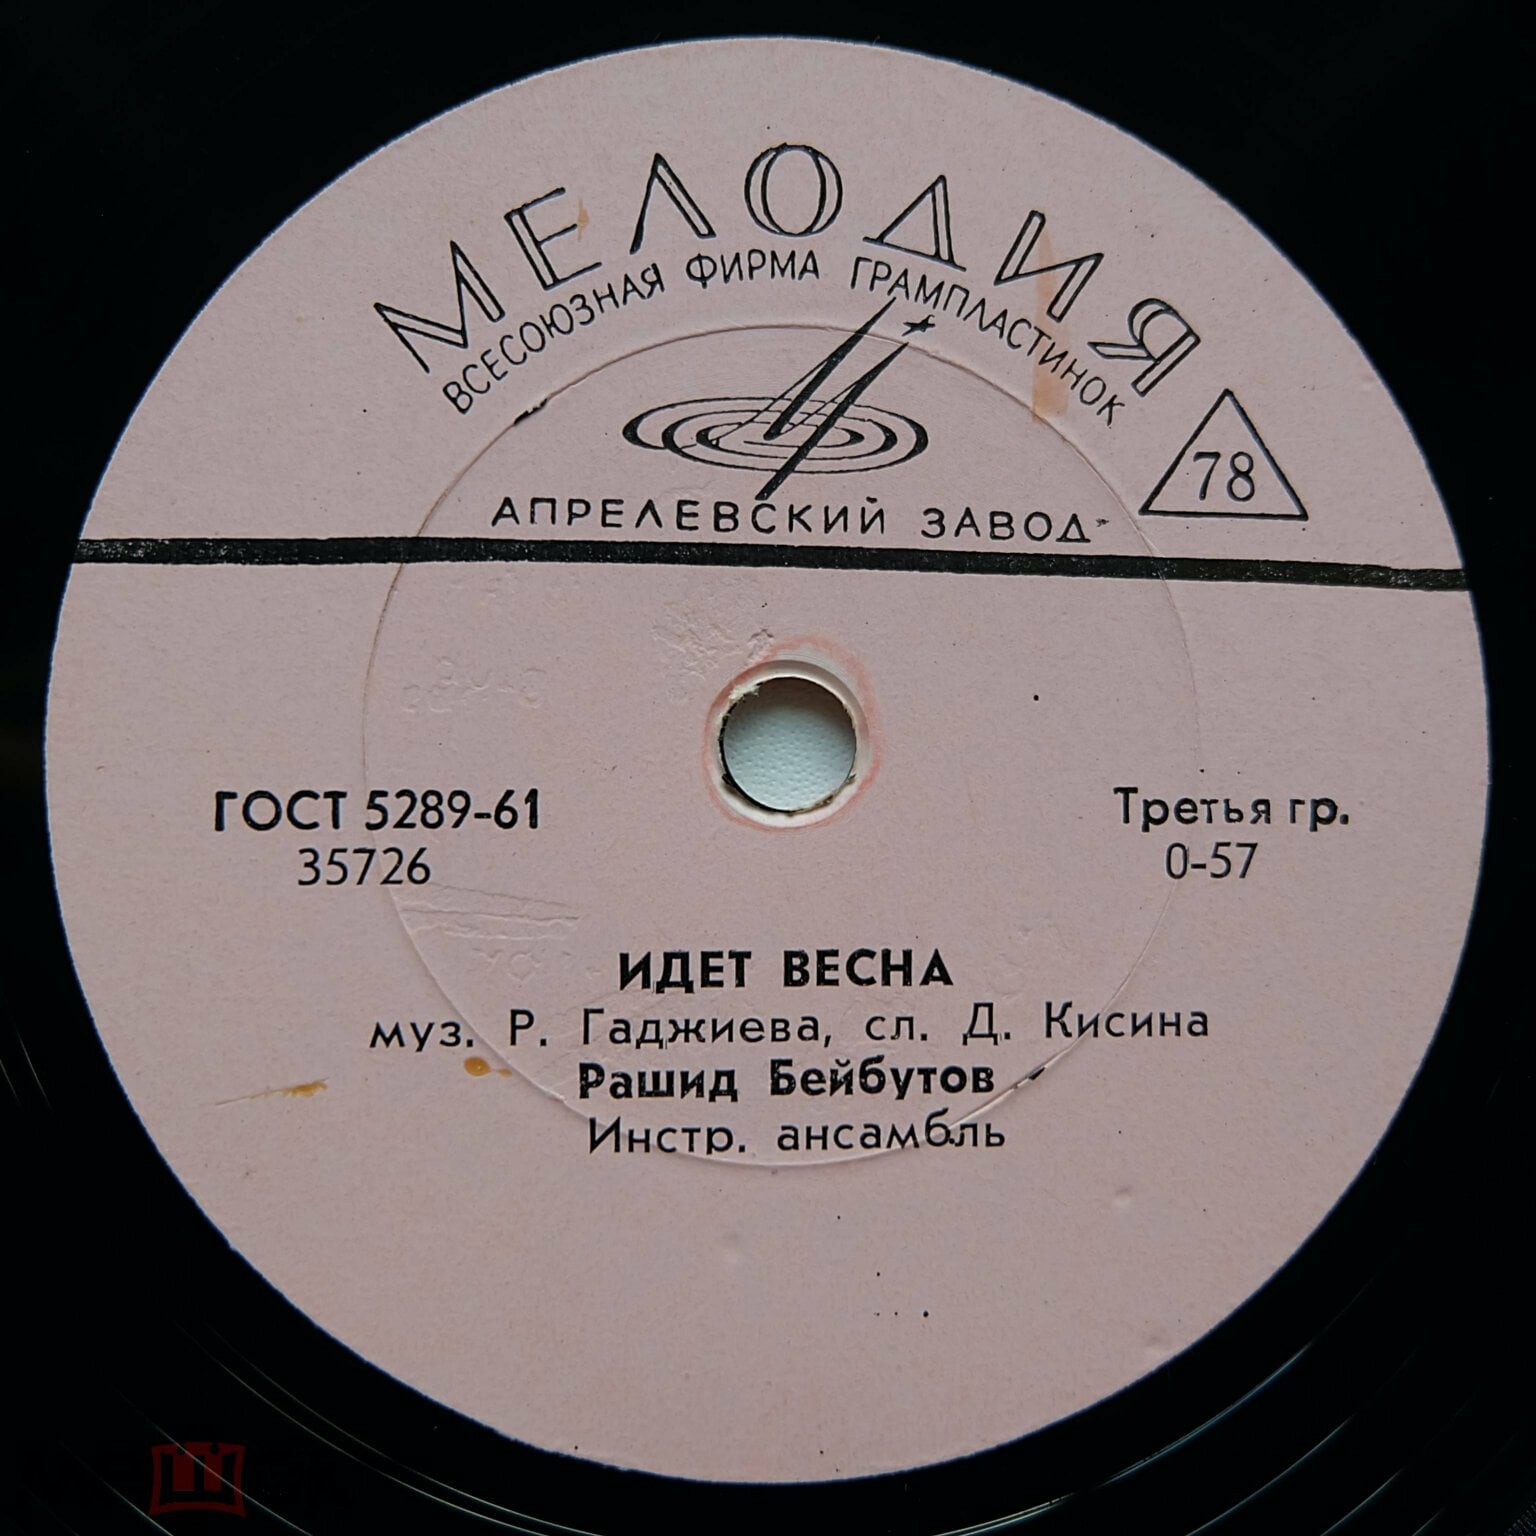 МЕЛОДИЯ
ВСЕСОЮЗНАЯ ФИРМА ГРАМПЛАСТИНОК
78
АПРЕЛЕВСКИЙ ЗАВОД
ГОСТ 5289-61
35726
Третья гр.
0-57
ИДЕТ ВЕСНА
муз. Р. Гаджиева, сл. Д. Кисина
Рашид Бейбутов
Инстр. ансамбль